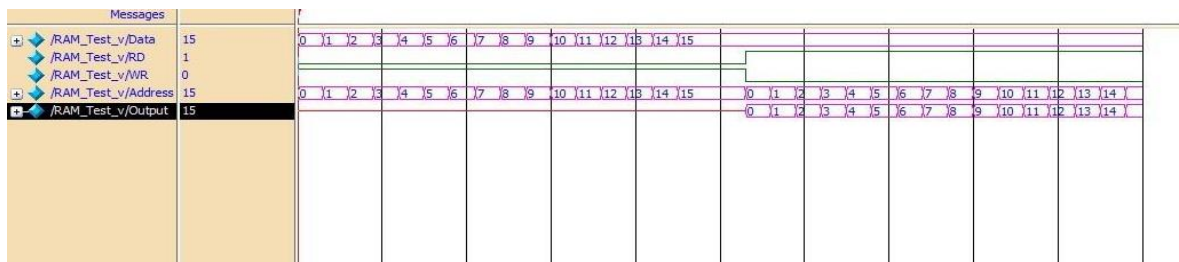 Messages
/RAM_Test_v/Data 15 0 1 2 3 4 5 6 7 8 9 10 11 12 13 14 15
/RAM_Test_v/RD 1
/RAM_Test_v/WR 0
/RAM_Test_v/Address 15 0 1 2 3 4 5 6 7 8 9 10 11 12 13 14 15 0 1 2 3 4 5 6 7 8 9 10 11 12 13 14
/RAM_Test_v/Output 15 0 1 2 3 4 5 6 7 8 9 10 11 12 13 14